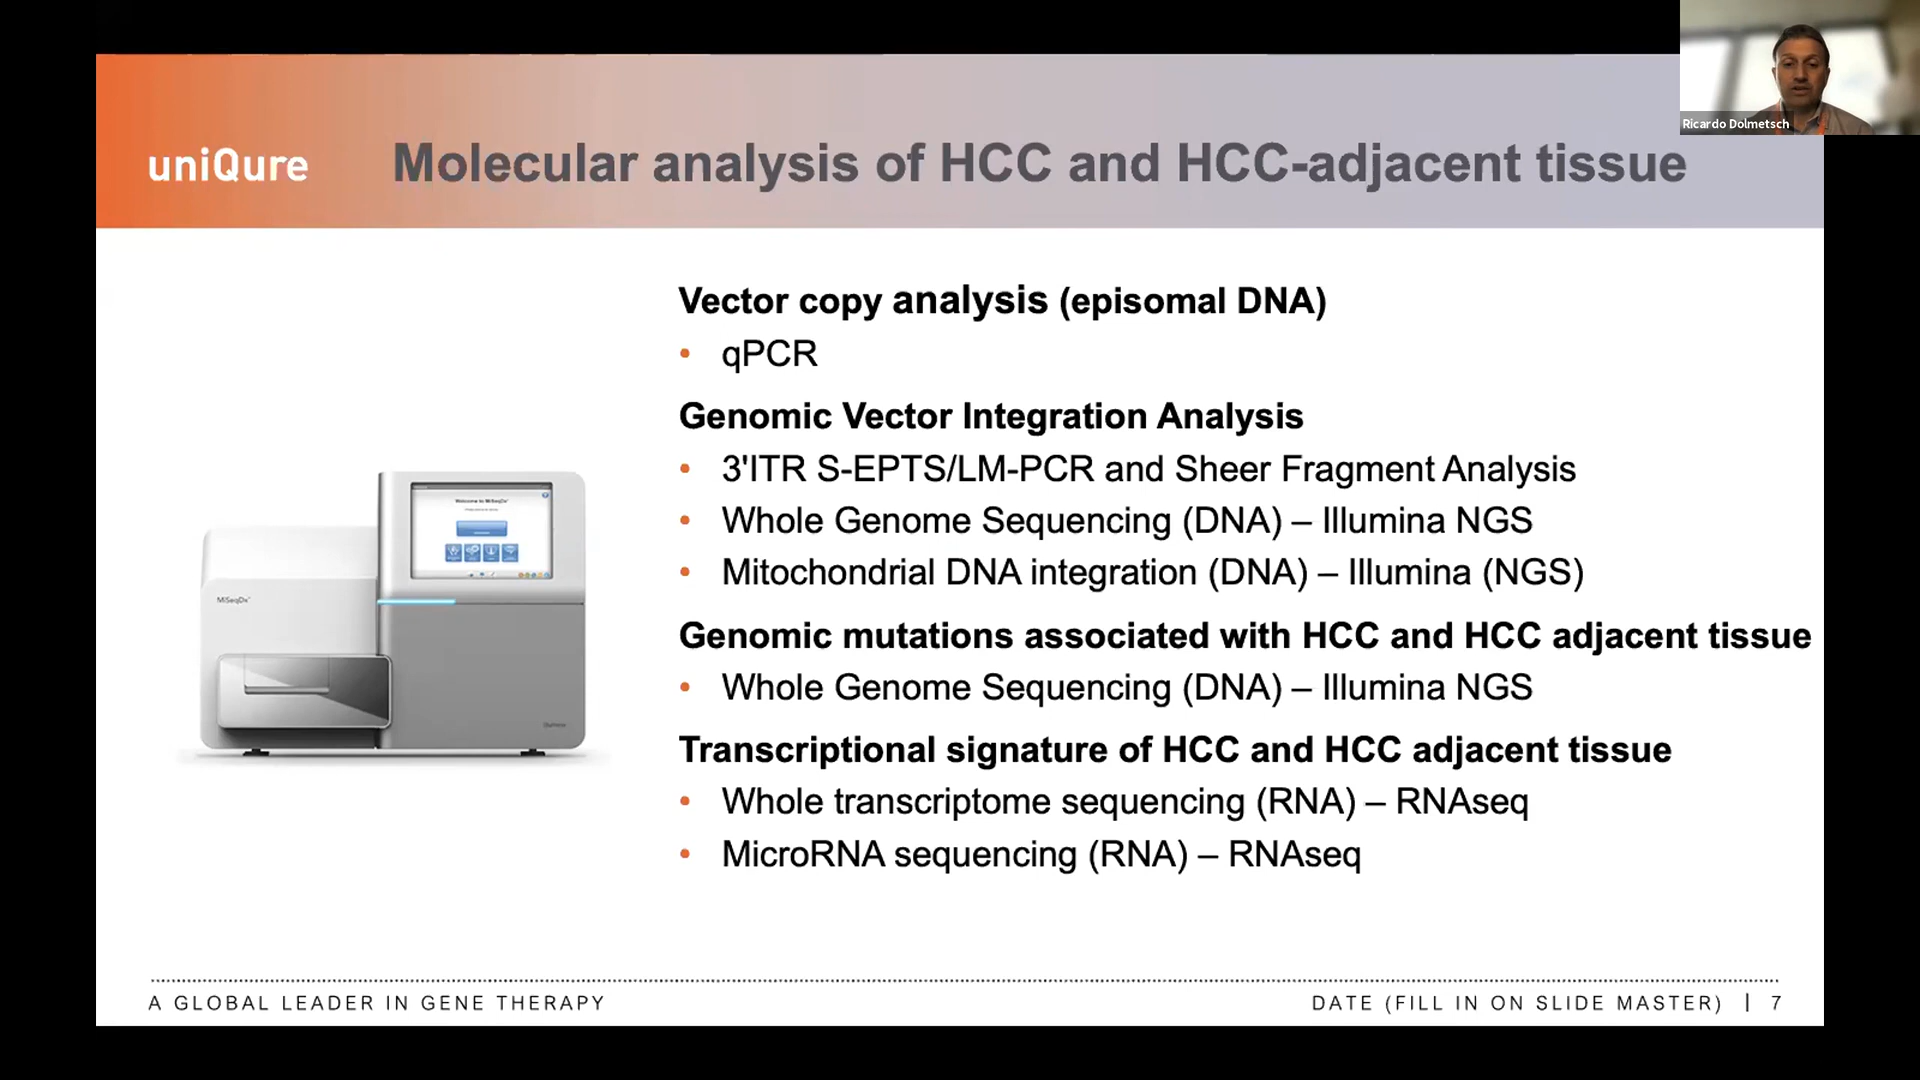 Ricardo Dolmetsch
uniQure
Molecular analysis of HCC and HCC-adjacent tissue
Vector copy analysis (episomal DNA)
• qPCR
Genomic Vector Integration Analysis
• 3'ITR S-EPTS/LM-PCR and Sheer Fragment Analysis
• Whole Genome Sequencing (DNA) – Illumina NGS
• Mitochondrial DNA integration (DNA) – Illumina (NGS)
Genomic mutations associated with HCC and HCC adjacent tissue
• Whole Genome Sequencing (DNA) – Illumina NGS
Transcriptional signature of HCC and HCC adjacent tissue
• Whole transcriptome sequencing (RNA) – RNAseq
• MicroRNA sequencing (RNA) – RNAseq
Welcome to MiSeqDx™
MiSeqDx™
A GLOBAL LEADER IN GENE THERAPY
DATE (FILL IN ON SLIDE MASTER) | 7